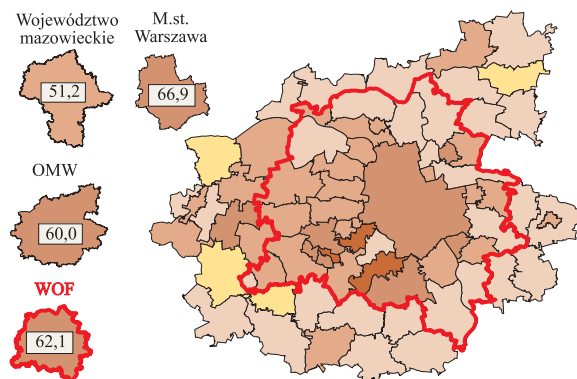 Województwo
mazowieckie
51,2
M.st.
Warszawa
66,9
OMW
60,0
WOF
62,1